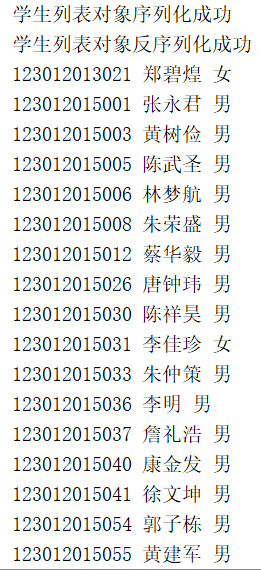 学生列表对象序列化成功
学生列表对象反序列化成功
123012013021 郑碧煌 女
123012015001 张永君 男
123012015003 黄树俭 男
123012015005 陈武圣 男
123012015006 林梦航 男
123012015008 朱荣盛 男
123012015012 蔡华毅 男
123012015026 唐钟玮 男
123012015030 陈祥昊 男
123012015031 李佳珍 女
123012015033 朱仲策 男
123012015036 李明 男
123012015037 詹礼浩 男
123012015040 康金发 男
123012015041 徐文坤 男
123012015054 郭子栋 男
123012015055 黄建军 男